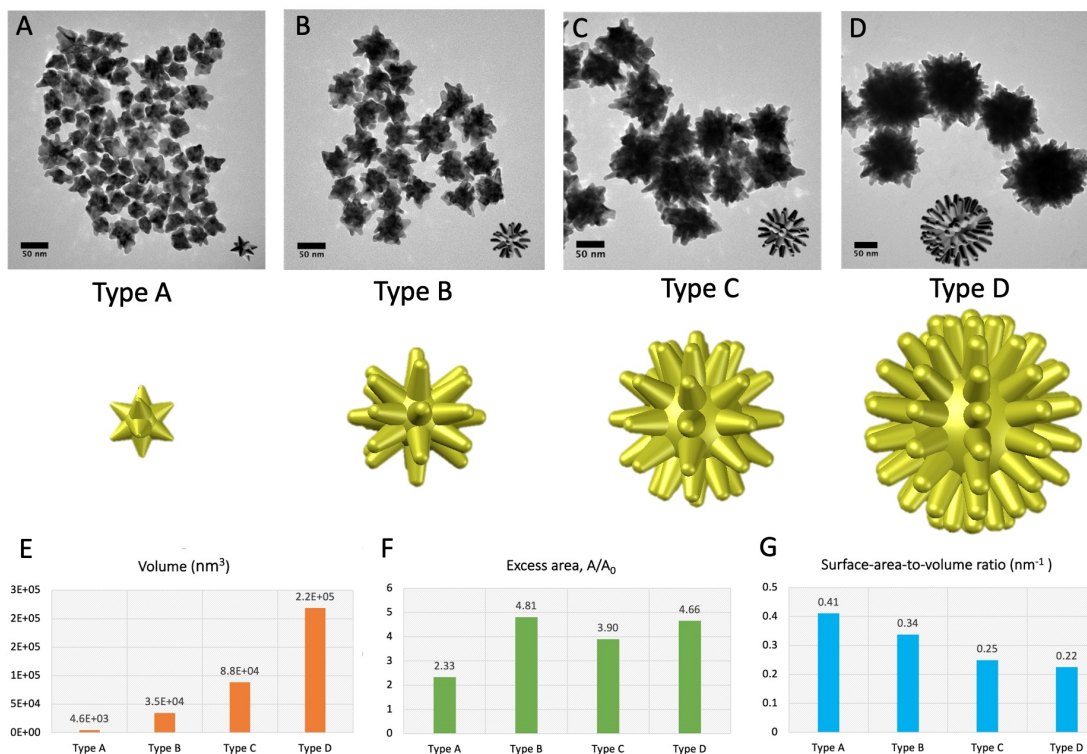 A
B
C
D
50 nm
50 nm
50 nm
50 nm
Type A
Type B
Type C
Type D
E
Volume (nm³)
3E+05
2E+05
2E+05
1E+05
5E+04
0E+00
4.6E+03
3.5E+04
8.8E+04
2.2E+05
Type A
Type B
Type C
Type D
F
Excess area, A/A₀
6
5
4
3
2
1
0
2.33
4.81
3.90
4.66
Type A
Type B
Type C
Type D
G
Surface-area-to-volume ratio (nm⁻¹ )
0.5
0.4
0.3
0.2
0.1
0
0.41
0.34
0.25
0.22
Type A
Type B
Type C
Type D